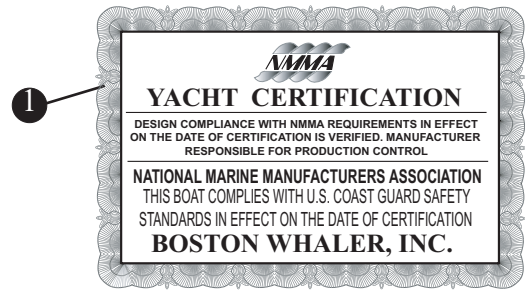 1
NMMA
YACHT CERTIFICATION
DESIGN COMPLIANCE WITH NMMA REQUIREMENTS IN EFFECT
ON THE DATE OF CERTIFICATION IS VERIFIED. MANUFACTURER
RESPONSIBLE FOR PRODUCTION CONTROL
NATIONAL MARINE MANUFACTURERS ASSOCIATION
THIS BOAT COMPLIES WITH U.S. COAST GUARD SAFETY
STANDARDS IN EFFECT ON THE DATE OF CERTIFICATION
BOSTON WHALER, INC.